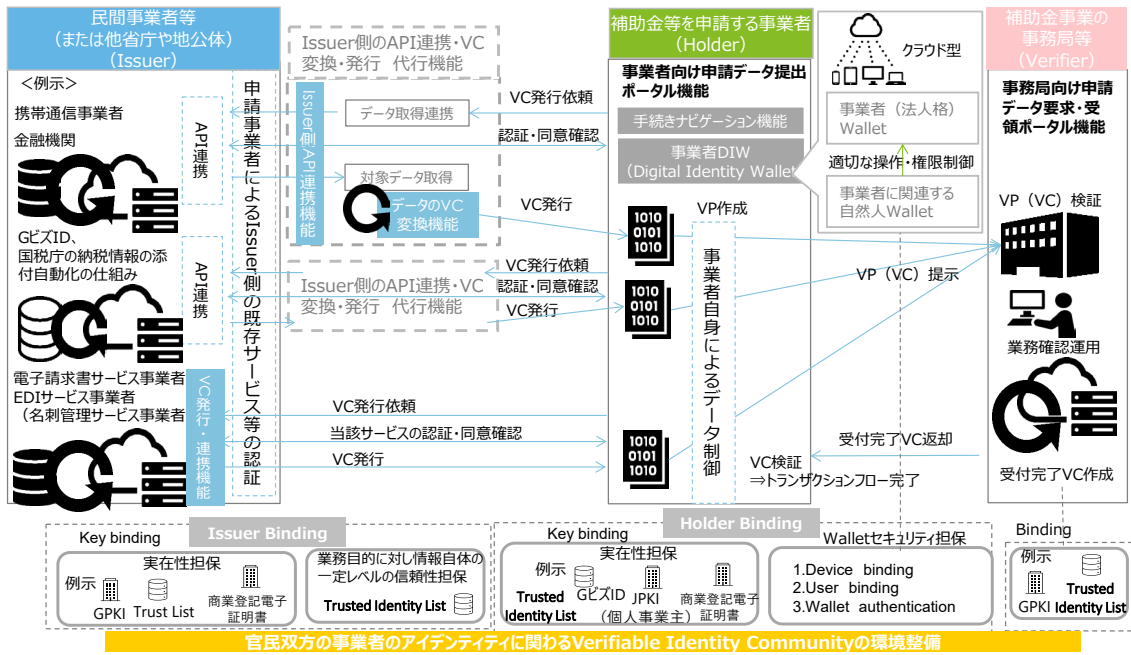 民間事業者等
（または他省庁や地公体）
（Issuer）
＜例示＞
携帯通信事業者
金融機関
API連携
GビズID、
国税庁の納税情報の添
付自動化の仕組み
API連携
電子請求書サービス事業者
EDIサービス事業者
（名刺管理サービス事業者
VC発行・連携機能
申請事業者によるIssuer側の既存サービス等の認証
Issuer側のAPI連携・VC
変換・発行　代行機能
Issuer側API連携機能
データ取得連携
対象データ取得
データのVC
変換機能
Issuer側のAPI連携・VC
変換・発行　代行機能
VC発行依頼
認証・同意確認
VC発行
VC発行依頼
認証・同意確認
VC発行
VC発行依頼
当該サービスの認証・同意確認
VC発行
補助金等を申請する事業者
（Holder）
事業者向け申請データ提出
ポータル機能
手続きナビゲーション機能
事業者DIW
（Digital Identity Wallet）
1010
0101
1010
1010
0101
1010
1010
0101
1010
VP作成
事業者自身によるデータ制御
VC検証
⇒トランザクションフロー完了
クラウド型
事業者（法人格）
Wallet
適切な操作・権限制御
事業者に関連する
自然人Wallet
VP（VC）提示
受付完了VC返却
補助金事業の
事務局等
（Verifier）
事務局向け申請
データ要求・受
領ポータル機能
VP（VC）検証
業務確認運用
受付完了VC作成
Issuer Binding
Key binding
実在性担保
例示
GPKI
Trust List
商業登記電子
証明書
業務目的に対し情報自体の
一定レベルの信頼性担保
Trusted Identity List
Holder Binding
Key binding
実在性担保
例示
Trusted
Identity List
GビズID
JPKI
（個人事業主）
商業登記電子
証明書
Walletセキュリティ担保
1.Device binding
2.User binding
3.Wallet authentication
Binding
例示
GPKI
Trusted
Identity List
官民双方の事業者のアイデンティティに関わるVerifiable Identity Communityの環境整備